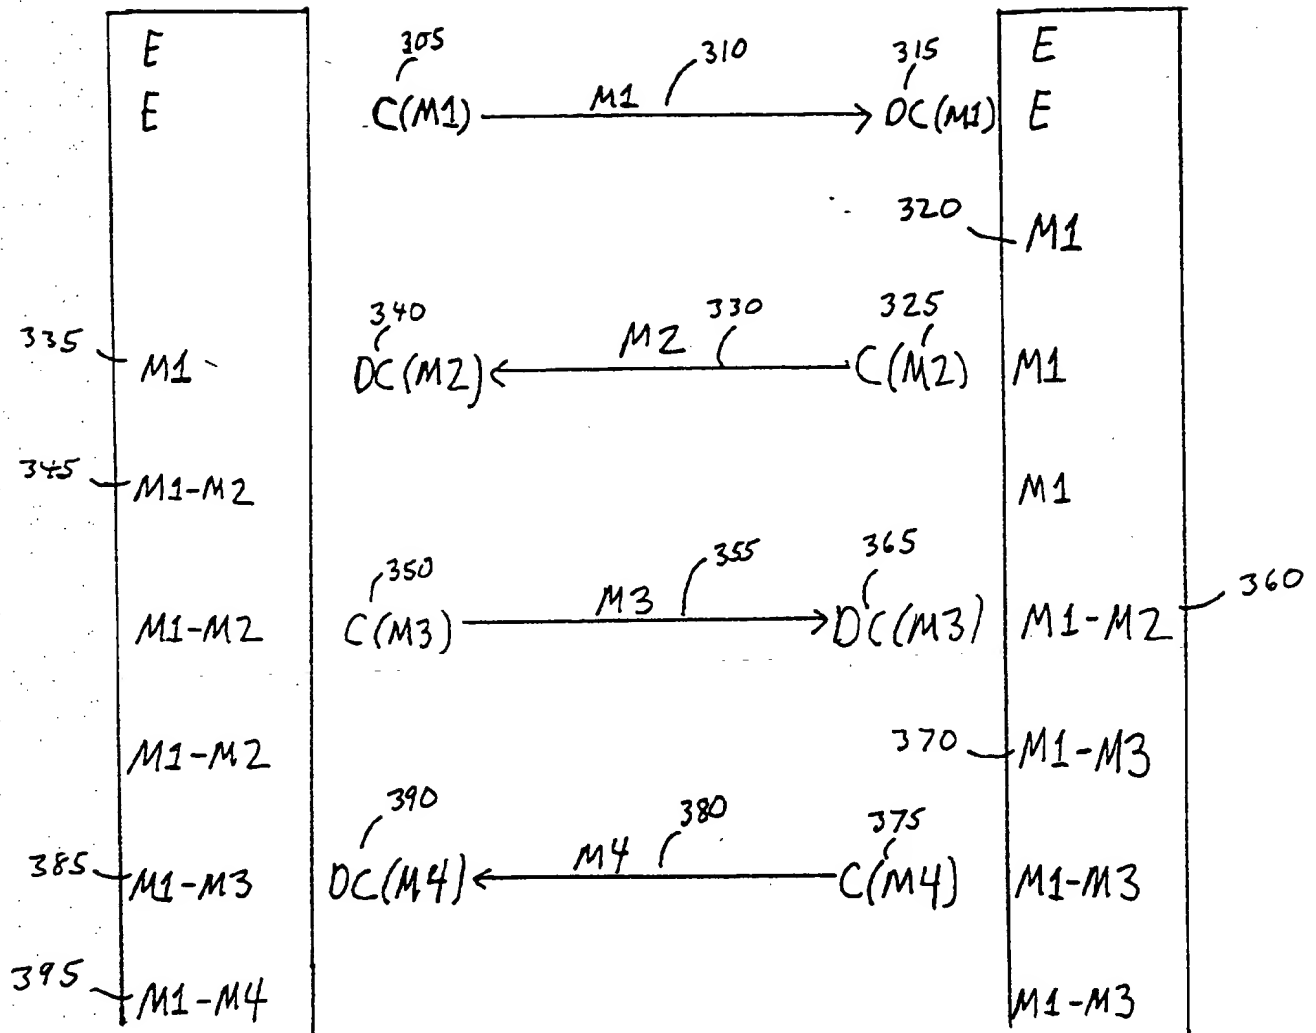 E 305 310 315 E
E C(M1) M1 DC(M1) E
320 M1
340 330 325
335 M1 DC(M2) M2 C(M2) M1
345 M1-M2 M1
350 355 365 360
M1-M2 C(M3) M3 DC(M3) M1-M2
M1-M2 370 M1-M3
390 380 375
385 M1-M3 DC(M4) M4 C(M4) M1-M3
395 M1-M4 M1-M3